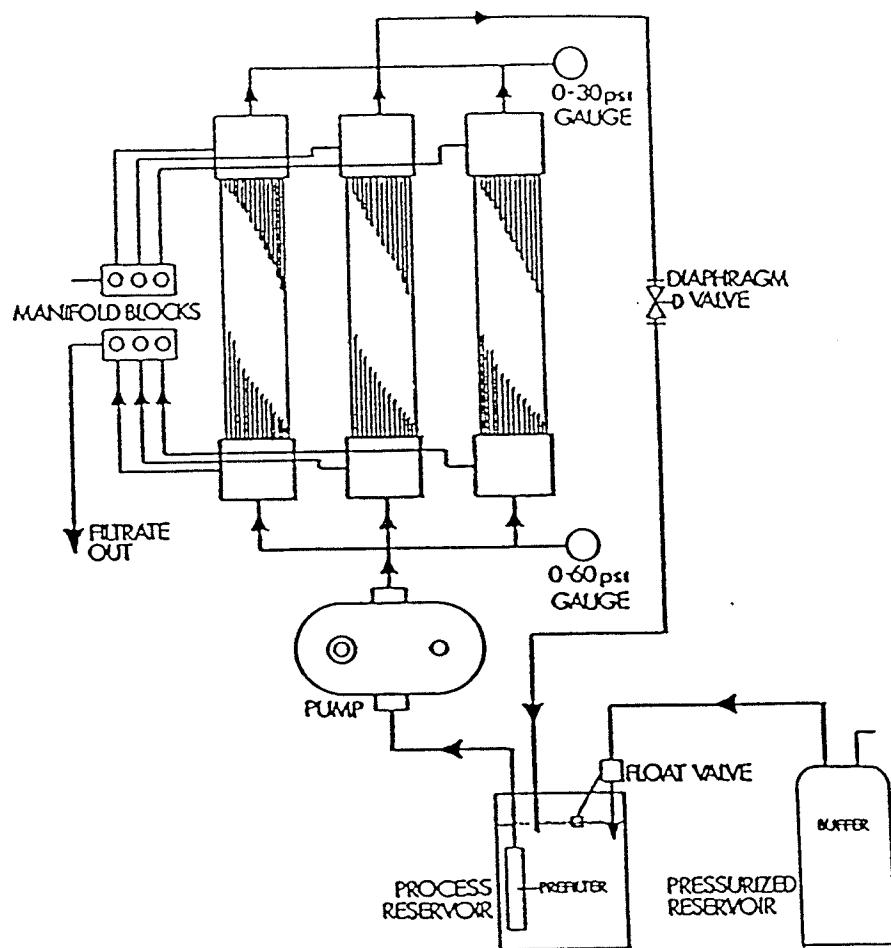 0-30 psi
GAUGE
DIAPHRAGM
VALVE
MANIFOLD BLOCKS
FILTRATE
OUT
0-60 psi
GAUGE
PUMP
FLOAT VALVE
BUFFER
PREFILTER
PROCESS
RESERVOIR
PRESSURIZED
RESERVOIR